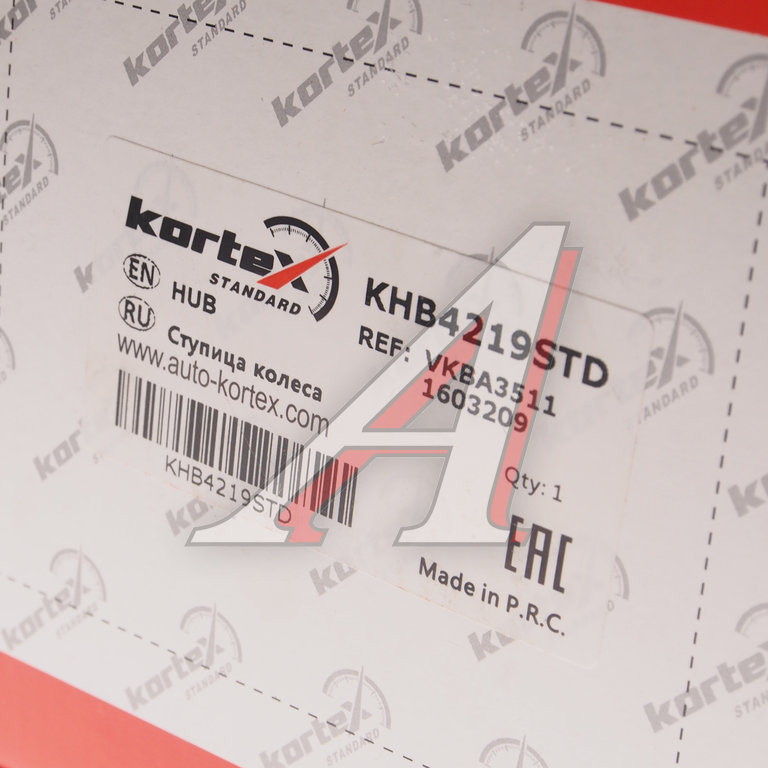 kortex
STANDARD
EN HUB
RU Ступица колеса
www.auto-kortex.com
KHB4219STD
KHB4219STD
REF: VKBA3511
1603209
Qty: 1
EAC
Made in P.R.C.